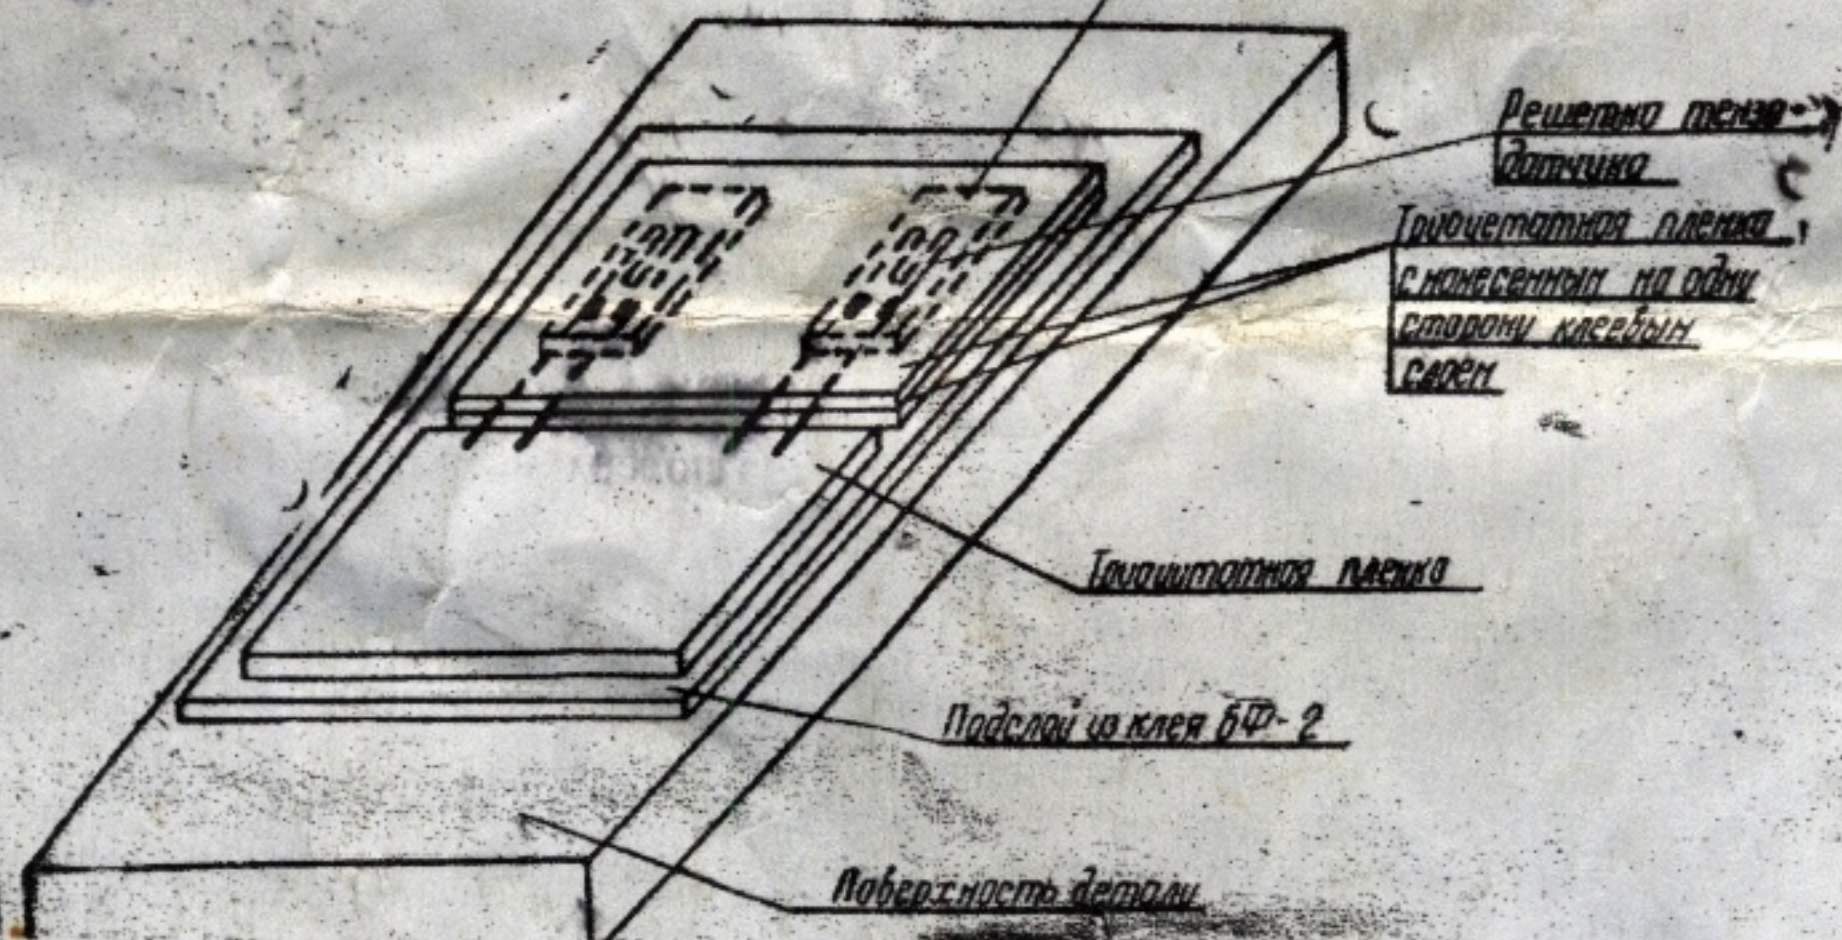 Решетка тензо-
датчика
Триацетатная пленка
с нанесенным на одну
сторону клеевым
слоем
Триацитатная пленка
Подслой из клея БФ-2
Поверхность детали